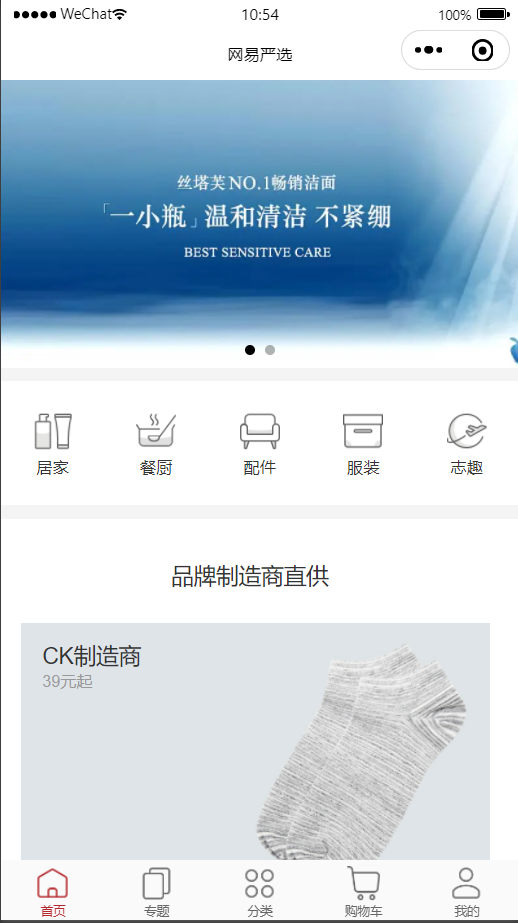 WeChat 10:54 100%
网易严选
丝塔芙NO.1畅销洁面
「一小瓶」温和清洁 不紧绷
BEST SENSITIVE CARE
居家 餐厨 配件 服装 志趣
品牌制造商直供
CK制造商
39元起
首页 专题 分类 购物车 我的